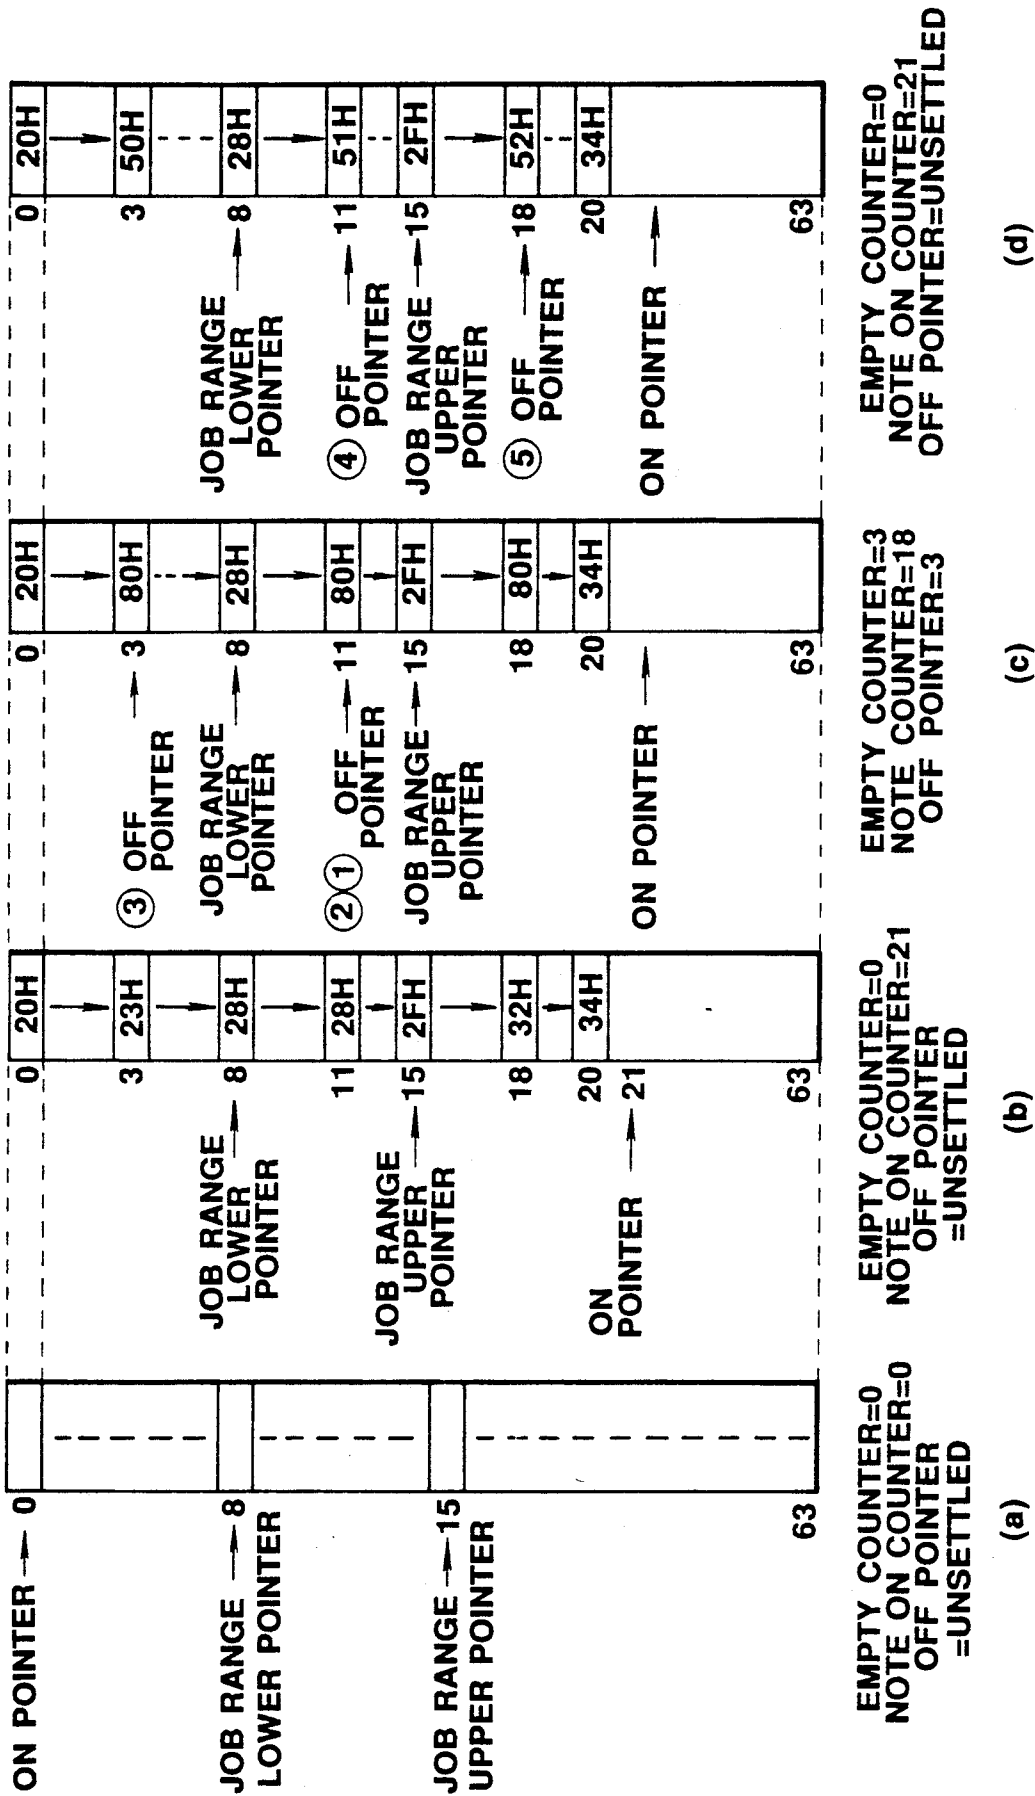 ON POINTER
0
JOB RANGE
LOWER POINTER
8
JOB RANGE
UPPER POINTER
15
63
EMPTY COUNTER=0
NOTE ON COUNTER=0
OFF POINTER
=UNSETTLED
(a)
0
20H
3
23H
JOB RANGE
LOWER
POINTER
8
28H
11
28H
JOB RANGE
UPPER
POINTER
15
2FH
18
32H
20
34H
ON
POINTER
21
63
EMPTY COUNTER=0
NOTE ON COUNTER=21
OFF POINTER
=UNSETTLED
(b)
0
20H
3 OFF
POINTER
3
80H
JOB RANGE
LOWER
POINTER
8
28H
2 1 OFF
POINTER
11
80H
JOB RANGE
UPPER
POINTER
15
2FH
18
80H
20
34H
ON POINTER
63
EMPTY COUNTER=3
NOTE COUNTER=18
OFF POINTER=3
(c)
0
20H
3
50H
JOB RANGE
LOWER
POINTER
8
28H
4 OFF
POINTER
11
51H
JOB RANGE
UPPER
POINTER
15
2FH
5 OFF
POINTER
18
52H
20
34H
ON POINTER
63
EMPTY COUNTER=0
NOTE ON COUNTER=21
OFF POINTER=UNSETTLED
(d)